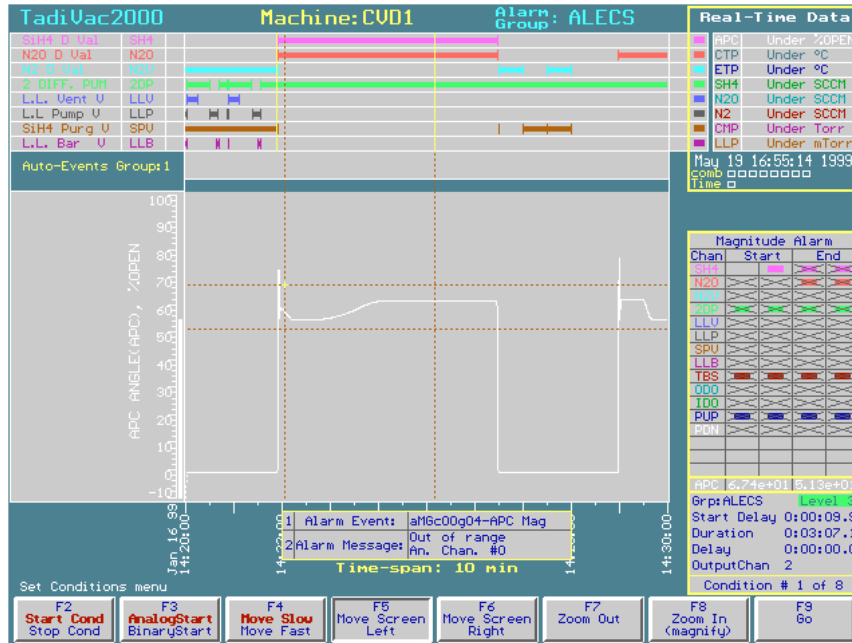 TadiVac2000 Machine:CVD1 Alarm Group: ALECS
Real-Time Data
SiH4 D Val SH4
N2O D Val N2O
2 DIFF. PUM 2DP
L.L. Vent V LLV
L.L Pump V LLP
SiH4 Purg V SPV
L.L. Bar V LLB
Auto-Events Group:1
APC Under %OPEN
CTP Under ºC
ETP Under ºC
SH4 Under SCCM
N2O Under SCCM
N2 Under SCCM
CMP Under Torr
LLP Under mTorr
May 19 16:55:14 1999
comb
Time
100
90
80
70
60
50
40
30
20
10
0
-10
APC ANGLE(APC), %OPEN
Magnitude Alarm
Chan Start End
SH4
N2O
2DP
LLV
LLP
SPV
LLB
TBS
ODO
IDO
PUP
PDN
APC 6.74e+01 5.13e+01
Grp:ALECS Level 3
Start Delay 0:00:09.9
Duration 0:03:07.1
Delay 0:00:00.0
OutputChan 2
Condition # 1 of 8
Jan 16 99
14:20:00
14:30:00
1 Alarm Event: aMGc00g04-APC Mag
2 Alarm Message: Out of range
An. Chan. #0
Time-span: 10 min
Set Conditions menu
F2
Start Cond
Stop Cond
F3
AnalogStart
BinaryStart
F4
Move Slow
Move Fast
F5
Move Screen
Left
F6
Move Screen
Right
F7
Zoom Out
F8
Zoom In
(magnify)
F9
Go